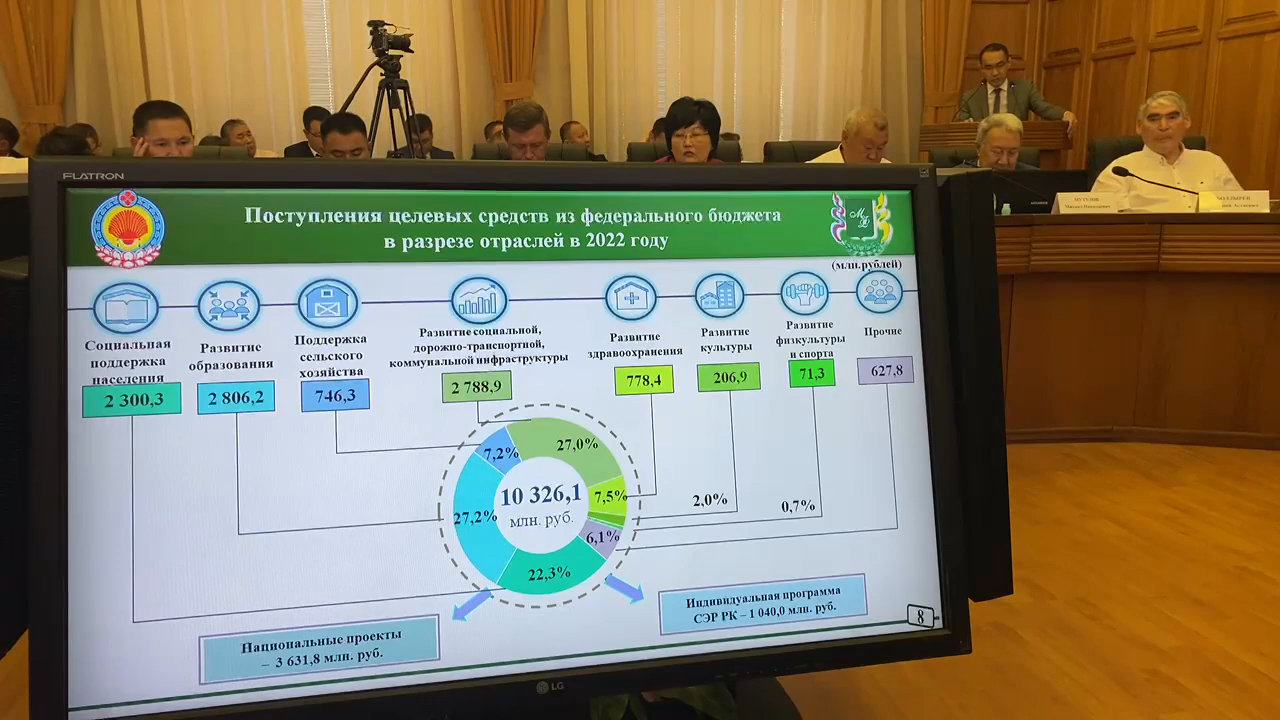 FLATRON
Поступления целевых средств из федерального бюджета
в разрезе отраслей в 2022 году
(млн.рублей)
Социальная
поддержка
населения
2 300,3
Развитие
образования
2 806,2
Поддержка
сельского
хозяйства
746,3
Развитие социальной,
дорожно-транспортной,
коммунальной инфраструктуры
2 788,9
Развитие
здравоохранения
778,4
Развитие
культуры
206,9
Развитие
физкультуры
и спорта
71,3
Прочие
627,8
27,0%
7,2%
7,5%
10 326,1
млн. руб.
27,2%
2,0%
0,7%
6,1%
22,3%
Национальные проекты
– 3 631,8 млн. руб.
Индивидуальная программа
СЭР РК – 1 040,0 млн. руб.
8
LG